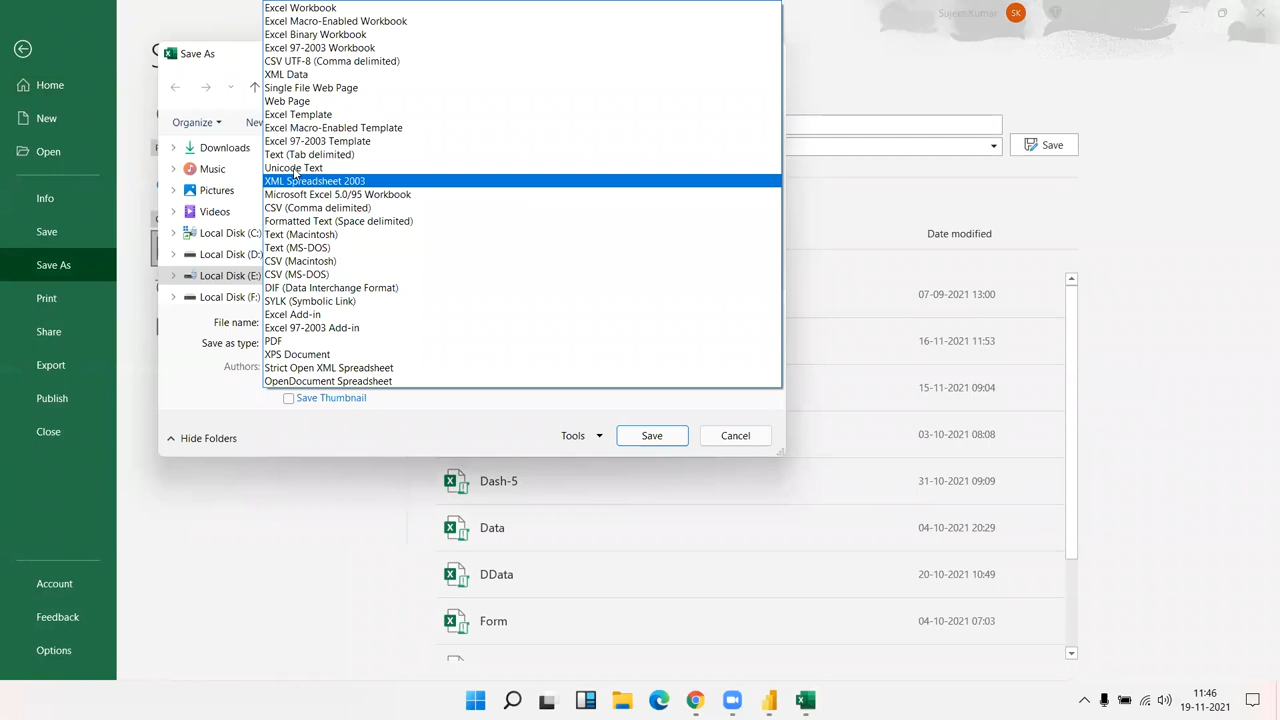 Sujeet Kumar
SK
Save As
Home
New
Open
Info
Save
Save As
Print
Share
Export
Publish
Close
Account
Feedback
Options
Organize
New
Downloads
Music
Pictures
Videos
Local Disk (C:)
Local Disk (D:)
Local Disk (E:)
Local Disk (F:)
File name:
Save as type:
Authors:
Excel Workbook
Excel Macro-Enabled Workbook
Excel Binary Workbook
Excel 97-2003 Workbook
CSV UTF-8 (Comma delimited)
XML Data
Single File Web Page
Web Page
Excel Template
Excel Macro-Enabled Template
Excel 97-2003 Template
Text (Tab delimited)
Unicode Text
XML Spreadsheet 2003
Microsoft Excel 5.0/95 Workbook
CSV (Comma delimited)
Formatted Text (Space delimited)
Text (Macintosh)
Text (MS-DOS)
CSV (Macintosh)
CSV (MS-DOS)
DIF (Data Interchange Format)
SYLK (Symbolic Link)
Excel Add-in
Excel 97-2003 Add-in
PDF
XPS Document
Strict Open XML Spreadsheet
OpenDocument Spreadsheet
Save Thumbnail
Hide Folders
Tools
Save
Cancel
Save
Date modified
07-09-2021 13:00
16-11-2021 11:53
15-11-2021 09:04
03-10-2021 08:08
Dash-5 31-10-2021 09:09
Data 04-10-2021 20:29
DData 20-10-2021 10:49
Form 04-10-2021 07:03
11:46
19-11-2021